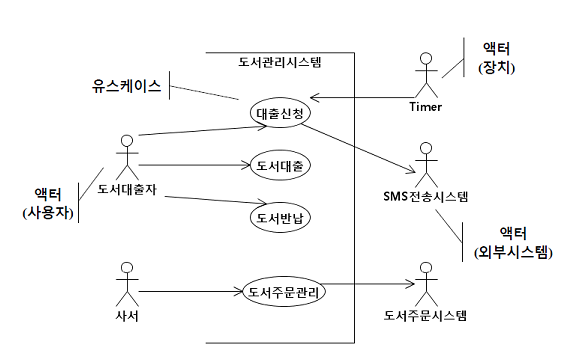 액터
(장치)
도서관리시스템
유스케이스
대출신청
Timer
도서대출
도서대출자
SMS전송시스템
액터
(사용자)
도서반납
액터
(외부시스템)
도서주문관리
사서
도서주문시스템